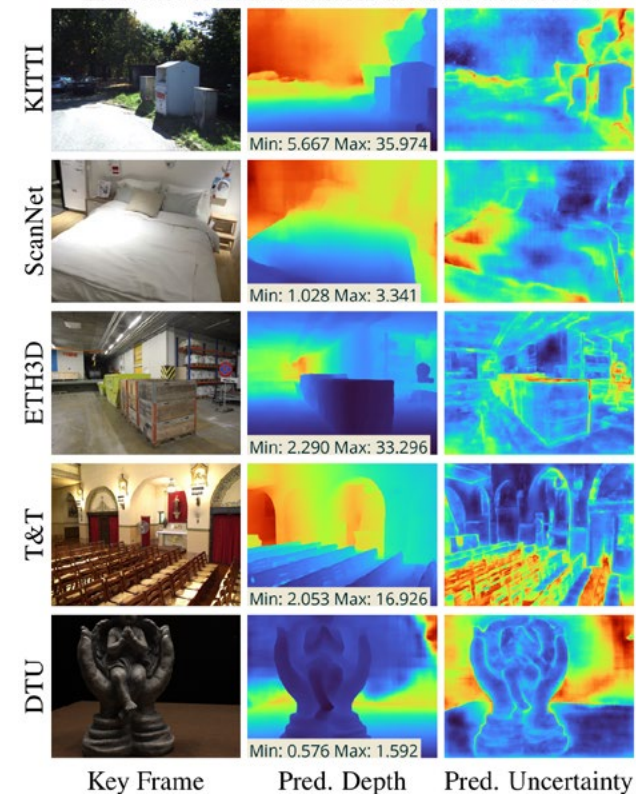 KITTI
Min: 5.667 Max: 35.974
ScanNet
Min: 1.028 Max: 3.341
ETH3D
Min: 2.290 Max: 33.296
T&T
Min: 2.053 Max: 16.926
DTU
Min: 0.576 Max: 1.592
Key Frame Pred. Depth Pred. Uncertainty